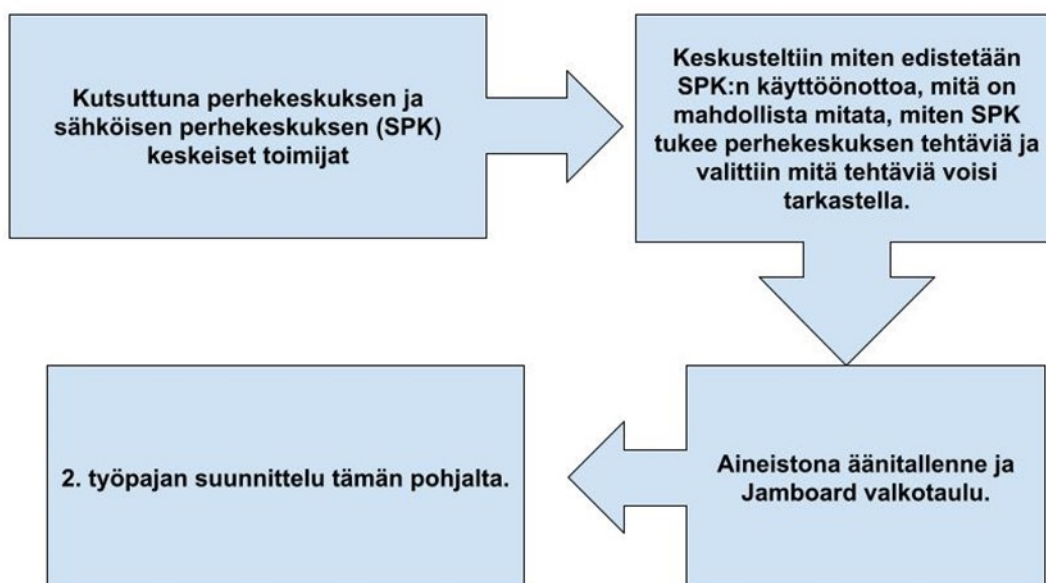 Kutsuttuna perhekeskuksen ja
sähköisen perhekeskuksen (SPK)
keskeiset toimijat
Keskusteltiin miten edistetään
SPK:n käyttöönottoa, mitä on
mahdollista mitata, miten SPK
tukee perhekeskuksen tehtäviä ja
valittiin mitä tehtäviä voisi
tarkastella.
Aineistona äänitallenne ja
Jamboard valkotaulu.
2. työpajan suunnittelu tämän pohjalta.